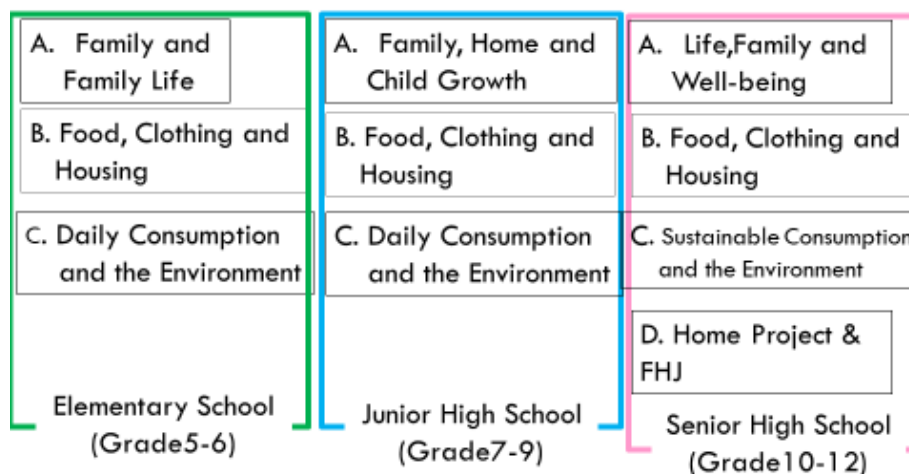 A. Family and
Family Life
B. Food, Clothing and
Housing
C. Daily Consumption
and the Environment
Elementary School
(Grade5-6)
A. Family, Home and
Child Growth
B. Food, Clothing and
Housing
C. Daily Consumption
and the Environment
Junior High School
(Grade7-9)
A. Life,Family and
Well-being
B. Food, Clothing and
Housing
C. Sustainable Consumption
and the Environment
D. Home Project &
FHJ
Senior High School
(Grade10-12)